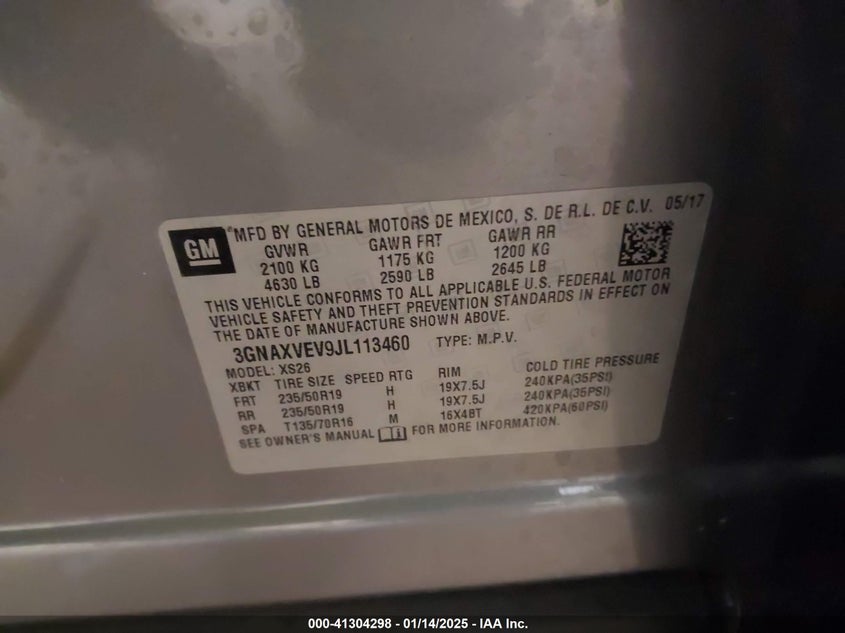 GM
MFD BY GENERAL MOTORS DE MEXICO, S. DE R.L. DE C.V. 05/17
GVWR GAWR FRT GAWR RR
2100 KG 1175 KG 1200 KG
4630 LB 2590 LB 2645 LB
THIS VEHICLE CONFORMS TO ALL APPLICABLE U.S. FEDERAL MOTOR
VEHICLE SAFETY AND THEFT PREVENTION STANDARDS IN EFFECT ON
THE DATE OF MANUFACTURE SHOWN ABOVE.
3GNAXVEV9JL113460 TYPE: M.P.V.
MODEL: XS26
XBKT TIRE SIZE SPEED RTG RIM COLD TIRE PRESSURE
FRT 235/50R19 H 19X7.5J 240KPA(35PSI)
RR 235/50R19 H 19X7.5J 240KPA(35PSI)
SPA T135/70R16 M 16X4BT 420KPA(60PSI)
SEE OWNER'S MANUAL FOR MORE INFORMATION.
000-41304298 - 01/14/2025 - IAA Inc.